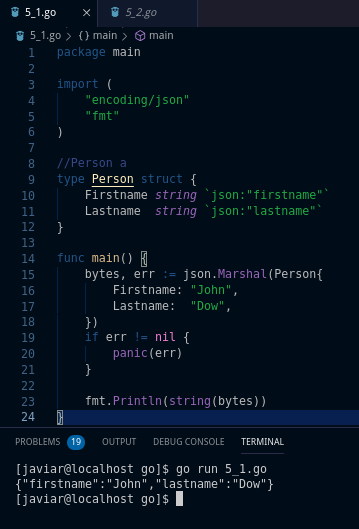 5_1.go × 5_2.go
5_1.go > {} main > main
1 package main
2
3 import (
4 "encoding/json"
5 "fmt"
6 )
7
8 //Person a
9 type Person struct {
10 Firstname string `json:"firstname"`
11 Lastname string `json:"lastname"`
12 }
13
14 func main() {
15 bytes, err := json.Marshal(Person{
16 Firstname: "John",
17 Lastname: "Dow",
18 })
19 if err != nil {
20 panic(err)
21 }
22
23 fmt.Println(string(bytes))
24 }
PROBLEMS 19 OUTPUT DEBUG CONSOLE TERMINAL
[javiar@localhost go]$ go run 5_1.go
{"firstname":"John","lastname":"Dow"}
[javiar@localhost go]$